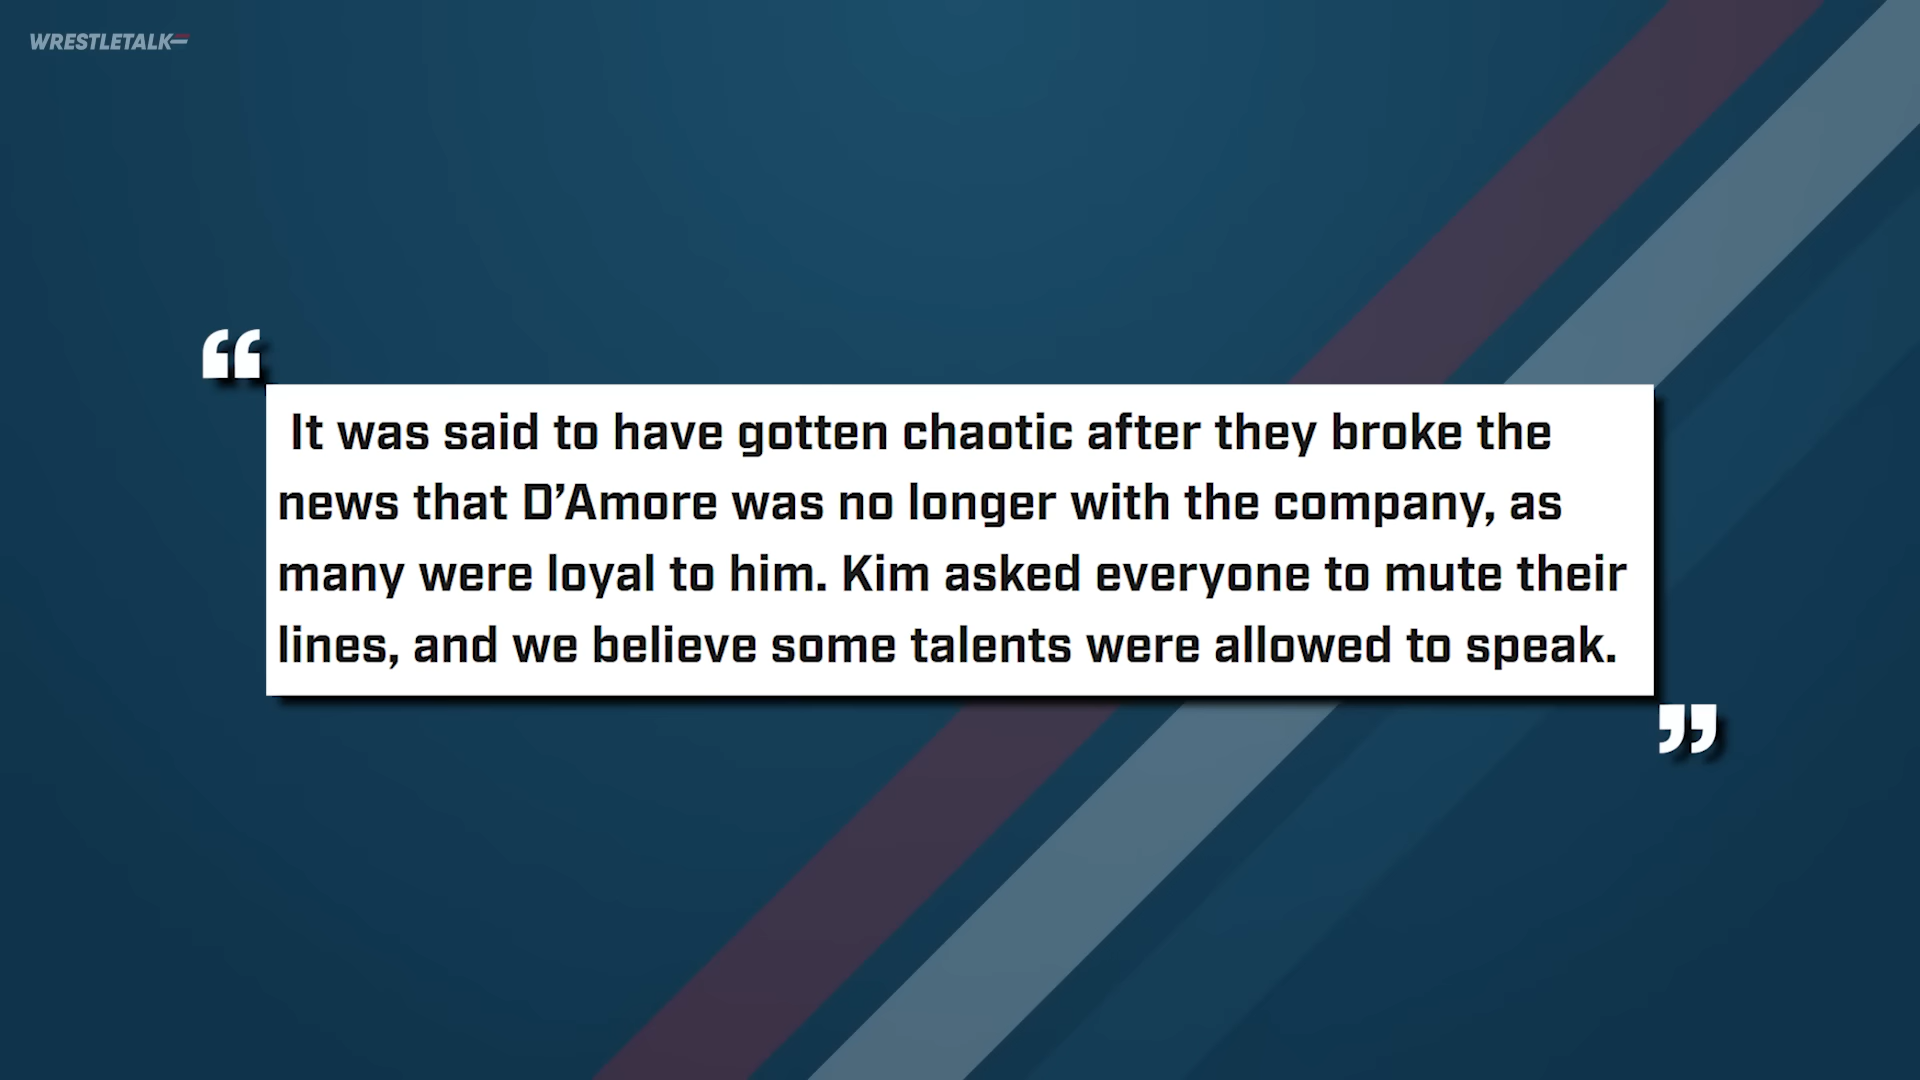 WRESTLETALK
“
It was said to have gotten chaotic after they broke the
news that D’Amore was no longer with the company, as
many were loyal to him. Kim asked everyone to mute their
lines, and we believe some talents were allowed to speak.
”